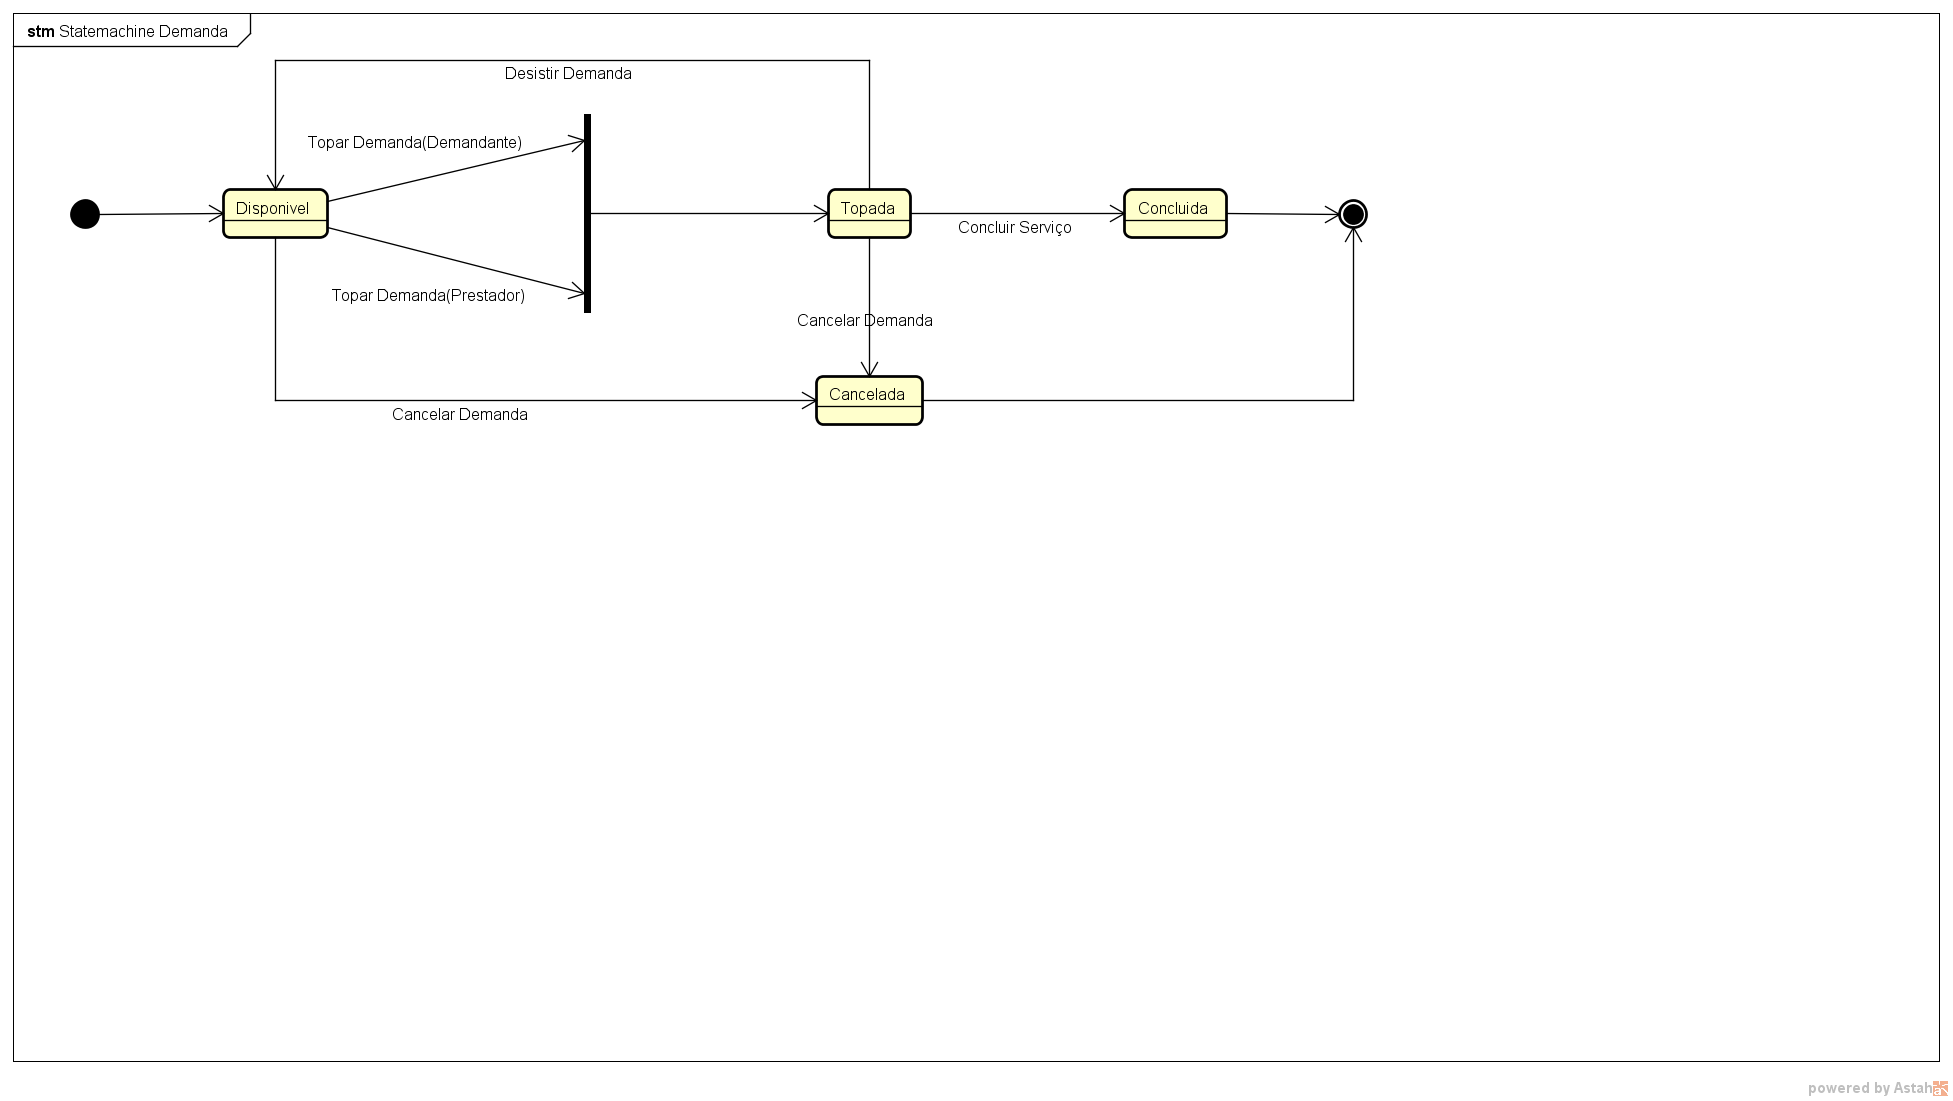 stm Statemachine Demanda
Desistir Demanda
Topar Demanda(Demandante)
Disponivel
Topada
Concluida
Concluir Serviço
Topar Demanda(Prestador)
Cancelar Demanda
Cancelada
Cancelar Demanda
powered by Astah